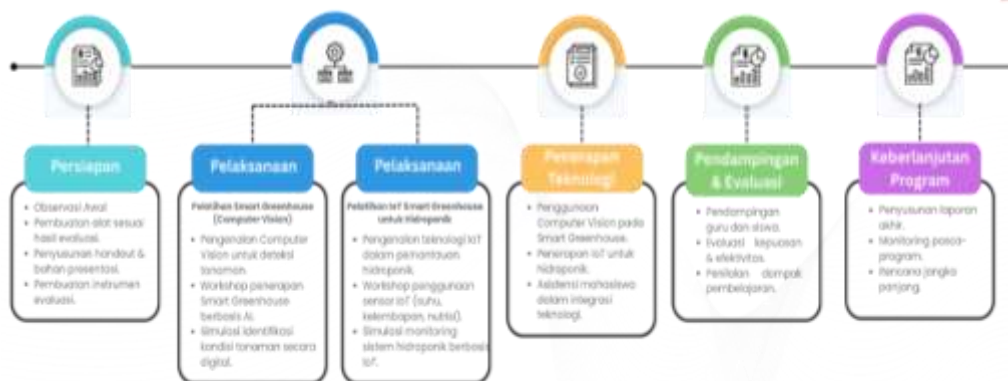 Persiapan
• Observasi Awal
• Pembuatan alat sesuai
hasil evaluasi.
• Penyusunan handout &
bahan presentasi.
• Pembuatan instrumen
evaluasi.
Pelaksanaan
Pelatihan Smart Greenhouse
(Computer Vision)
• Pengenalan Computer
Vision untuk deteksi
tanaman.
• Workshop penerapan
Smart Greenhouse
berbasis AI.
• Simulasi identifikasi
kondisi tanaman secara
digital.
Pelaksanaan
Pelatihan IoT Smart Greenhouse
untuk Hidroponik
• Pengenalan teknologi IoT
dalam pemantauan
hidroponik.
• Workshop penggunaan
sensor IoT (suhu,
kelembapan, nutrisi).
• Simulasi monitoring
sistem hidroponik berbasis
IoT.
Penerapan
Teknologi
• Penggunaan
Computer Vision pada
Smart Greenhouse.
• Penerapan IoT untuk
hidroponik.
• Asistensi mahasiswa
dalam integrasi
teknologi.
Pendampingan
& Evaluasi
• Pendampingan
guru dan siswa.
• Evaluasi kepuasan
& efektivitas.
• Penilaian dampak
pembelajaran.
Keberlanjutan
Program
• Penyusunan laporan
akhir.
• Monitoring pasca-
program.
• Rencana jangka
panjang.